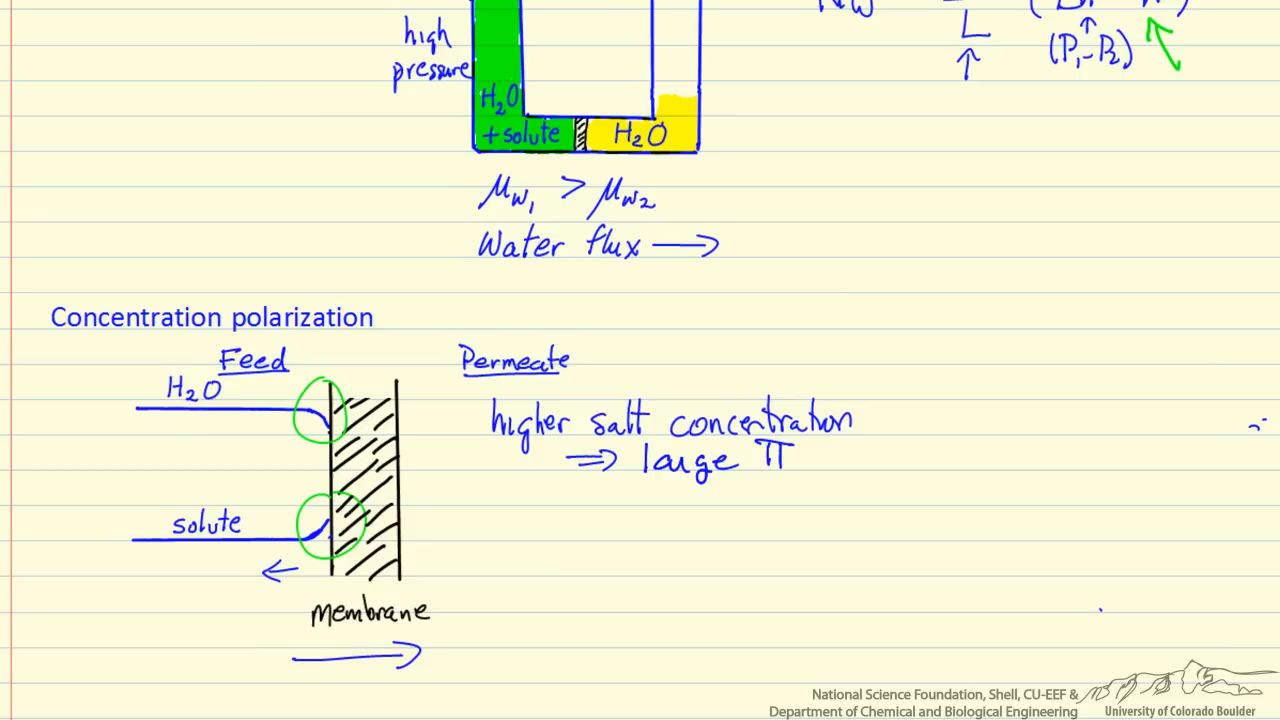 L (P₁-P₂)
high
pressure
H₂O
+solute
H₂O
μw₁ > μw₂
Water flux →
Concentration polarization
Feed
Permeate
H₂O
higher salt concentration
⇒ large π
solute
membrane
National Science Foundation, Shell, CU-EEF &
Department of Chemical and Biological Engineering
University of Colorado Boulder